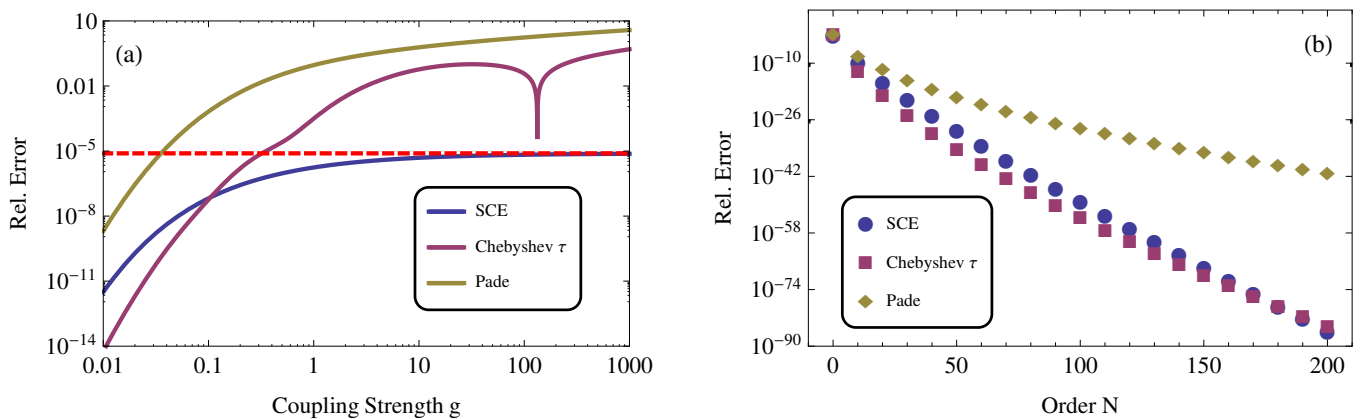 (a)
Rel. Error
10
0.01
10^-5
10^-8
10^-11
10^-14
0.01 0.1 1 10 100 1000
Coupling Strength g
SCE
Chebyshev τ
Pade
(b)
Rel. Error
10^-10
10^-26
10^-42
10^-58
10^-74
10^-90
0 50 100 150 200
Order N
SCE
Chebyshev τ
Pade